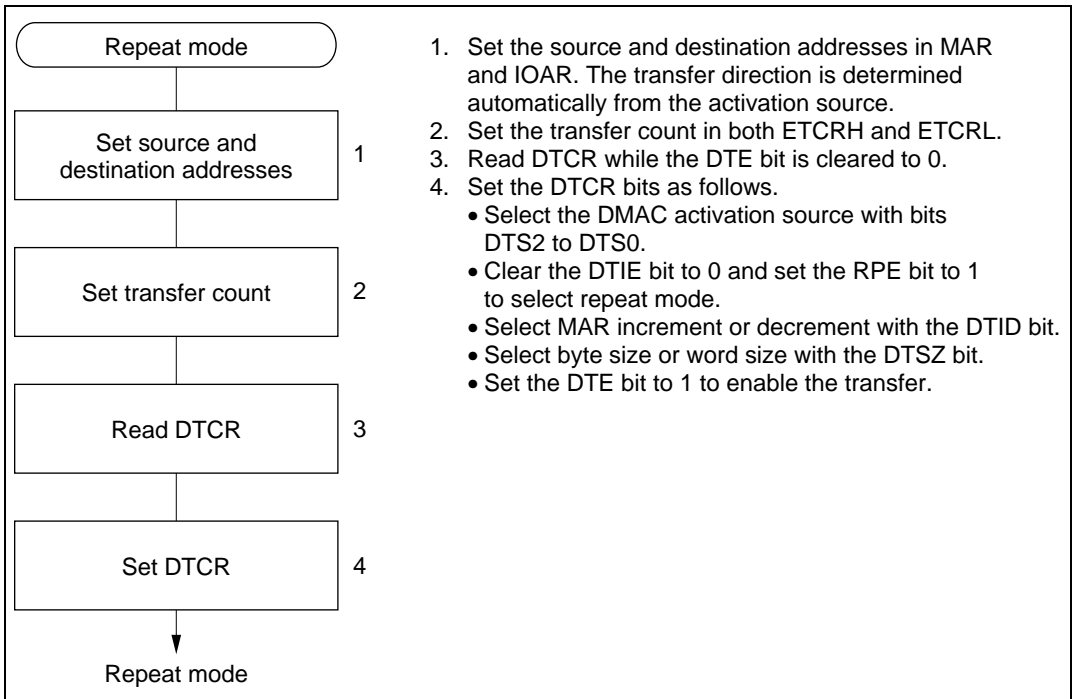 Repeat mode
Set source and
destination addresses
1
Set transfer count
2
Read DTCR
3
Set DTCR
4
Repeat mode
1. Set the source and destination addresses in MAR
and IOAR. The transfer direction is determined
automatically from the activation source.
2. Set the transfer count in both ETCRH and ETCRL.
3. Read DTCR while the DTE bit is cleared to 0.
4. Set the DTCR bits as follows.
• Select the DMAC activation source with bits
DTS2 to DTS0.
• Clear the DTIE bit to 0 and set the RPE bit to 1
to select repeat mode.
• Select MAR increment or decrement with the DTID bit.
• Select byte size or word size with the DTSZ bit.
• Set the DTE bit to 1 to enable the transfer.